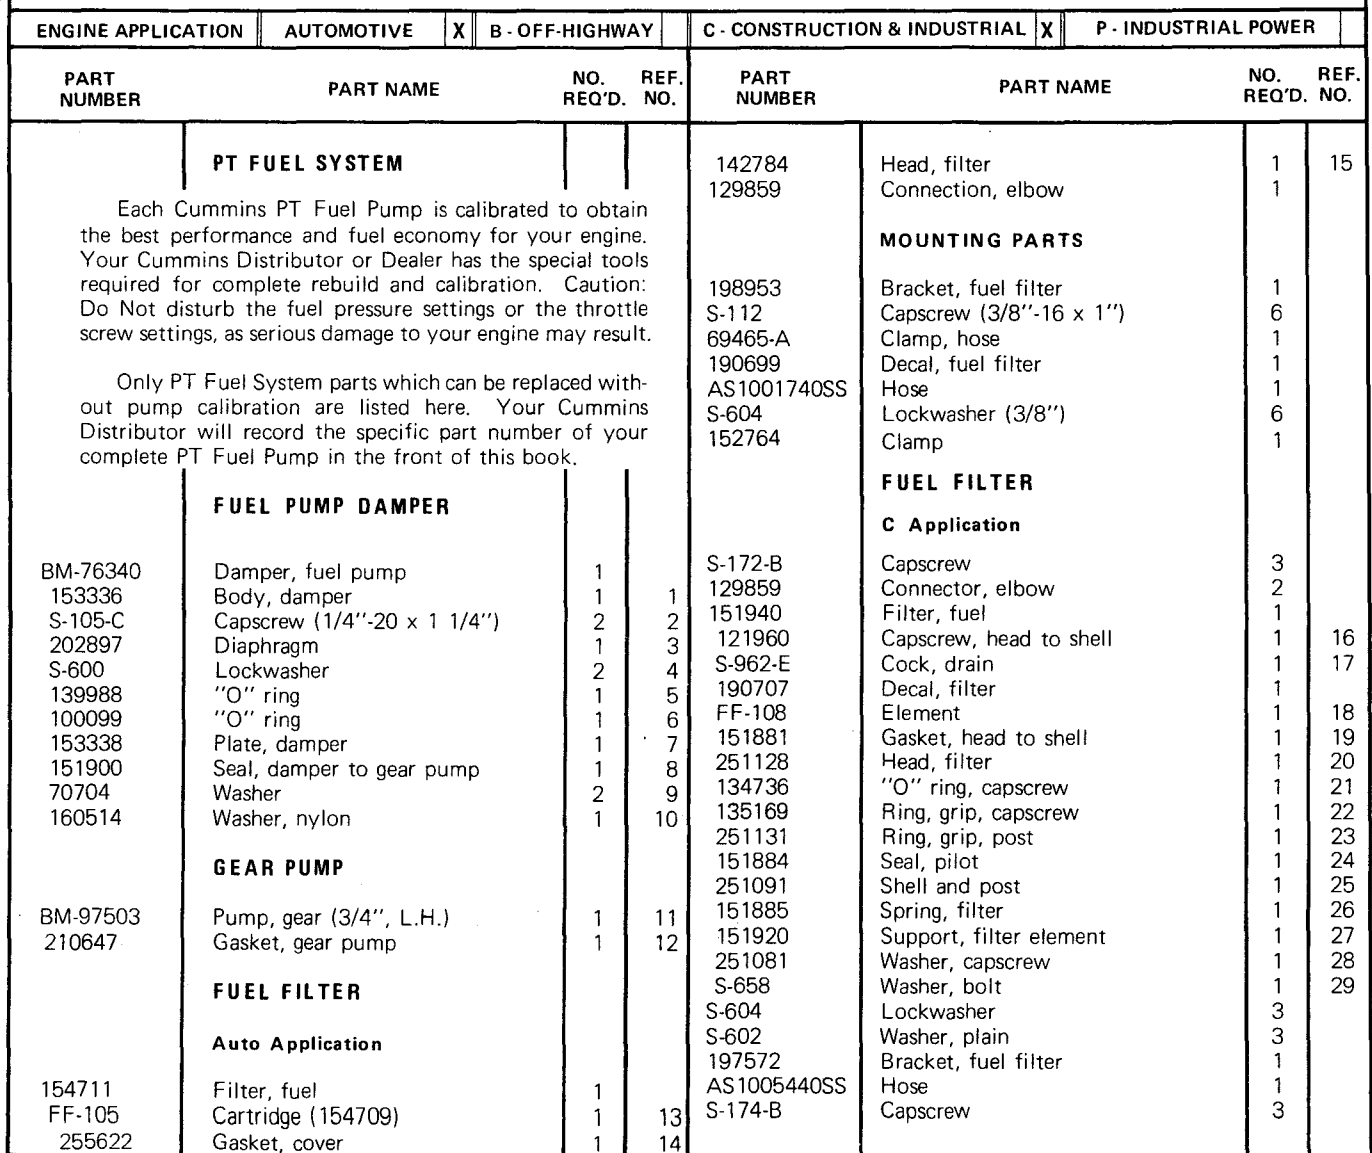 ENGINE APPLICATION AUTOMOTIVE X B - OFF-HIGHWAY C - CONSTRUCTION & INDUSTRIAL X P - INDUSTRIAL POWER
PART NUMBER PART NAME NO. REQ'D. REF. NO.
PT FUEL SYSTEM
Each Cummins PT Fuel Pump is calibrated to obtain
the best performance and fuel economy for your engine.
Your Cummins Distributor or Dealer has the special tools
required for complete rebuild and calibration. Caution:
Do Not disturb the fuel pressure settings or the throttle
screw settings, as serious damage to your engine may result.
Only PT Fuel System parts which can be replaced with-
out pump calibration are listed here. Your Cummins
Distributor will record the specific part number of your
complete PT Fuel Pump in the front of this book.
FUEL PUMP DAMPER
BM-76340 Damper, fuel pump 1
153336 Body, damper 1 1
S-105-C Capscrew (1/4''-20 x 1 1/4'') 2 2
202897 Diaphragm 1 3
S-600 Lockwasher 2 4
139988 ''O'' ring 1 5
100099 ''O'' ring 1 6
153338 Plate, damper 1 7
151900 Seal, damper to gear pump 1 8
70704 Washer 2 9
160514 Washer, nylon 1 10
GEAR PUMP
BM-97503 Pump, gear (3/4'', L.H.) 1 11
210647 Gasket, gear pump 1 12
FUEL FILTER
Auto Application
154711 Filter, fuel 1
FF-105 Cartridge (154709) 1 13
255622 Gasket, cover 1 14
PART NUMBER PART NAME NO. REQ'D. REF. NO.
142784 Head, filter 1 15
129859 Connection, elbow 1
MOUNTING PARTS
198953 Bracket, fuel filter 1
S-112 Capscrew (3/8''-16 x 1'') 6
69465-A Clamp, hose 1
190699 Decal, fuel filter 1
AS1001740SS Hose 1
S-604 Lockwasher (3/8'') 6
152764 Clamp 1
FUEL FILTER
C Application
S-172-B Capscrew 3
129859 Connector, elbow 2
151940 Filter, fuel 1
121960 Capscrew, head to shell 1 16
S-962-E Cock, drain 1 17
190707 Decal, filter 1
FF-108 Element 1 18
151881 Gasket, head to shell 1 19
251128 Head, filter 1 20
134736 ''O'' ring, capscrew 1 21
135169 Ring, grip, capscrew 1 22
251131 Ring, grip, post 1 23
151884 Seal, pilot 1 24
251091 Shell and post 1 25
151885 Spring, filter 1 26
151920 Support, filter element 1 27
251081 Washer, capscrew 1 28
S-658 Washer, bolt 1 29
S-604 Lockwasher 3
S-602 Washer, plain 3
197572 Bracket, fuel filter 1
AS1005440SS Hose 1
S-174-B Capscrew 3